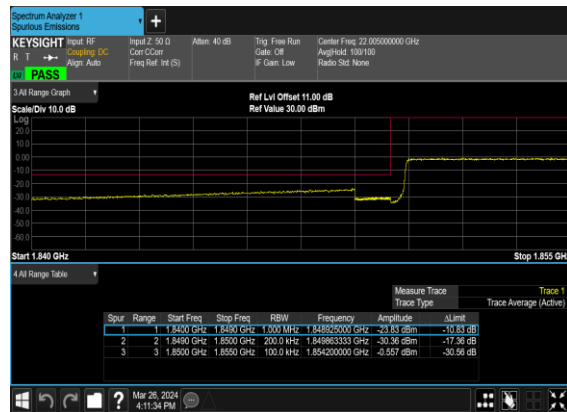 Spectrum Analyzer 1
Spurious Emissions
+
KEYSIGHT Input: RF Input Z: 50 Ω Atten: 40 dB Trig: Free Run Center Freq: 22.005000000 GHz
R T Coupling: DC Corr CCorr Gate: Off Avg|Hold: 100/100
Align: Auto Freq Ref: Int (S) IF Gain: Low Radio Std: None
PASS
3 All Range Graph
Ref Lvl Offset 11.00 dB
Scale/Div 10.0 dB Ref Value 30.00 dBm
Log
20.0
10.0
0.00
-10.0
-20.0
-30.0
-40.0
-50.0
-60.0
Start 1.840 GHz Stop 1.855 GH
4 All Range Table
Measure Trace Trace 1
Trace Type Trace Average (Active)
Spur Range Start Freq Stop Freq RBW Frequency Amplitude ΔLimit
1 1 1.8400 GHz 1.8490 GHz 1.000 MHz 1.848925000 GHz -23.83 dBm -10.83 dB
2 2 1.8490 GHz 1.8500 GHz 200.0 kHz 1.849863333 GHz -30.36 dBm -17.36 dB
3 3 1.8500 GHz 1.8550 GHz 100.0 kHz 1.854200000 GHz -0.557 dBm -30.56 dB
?
Mar 26, 2024
4:11:34 PM